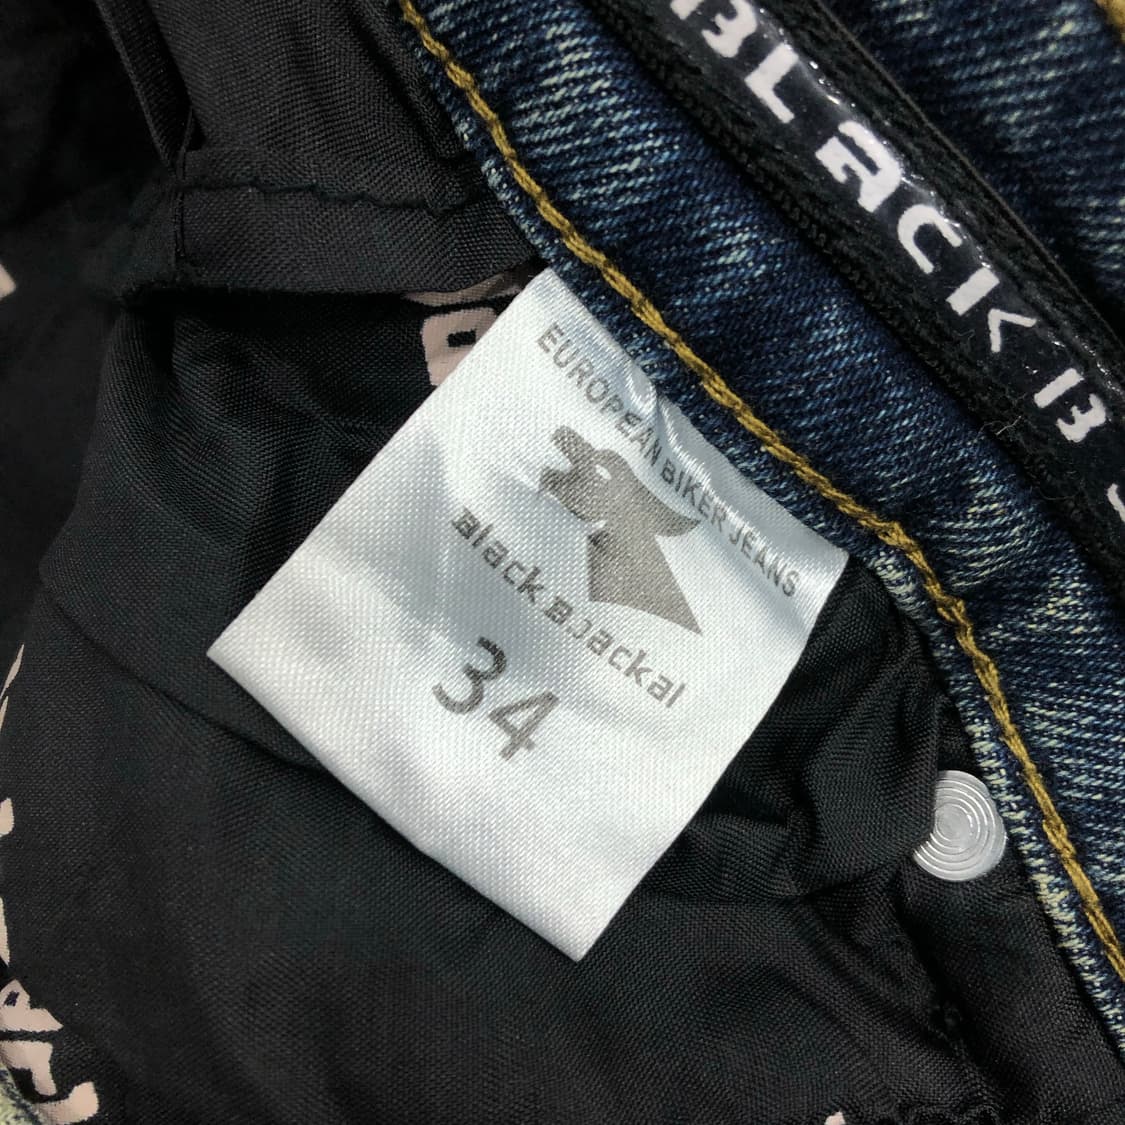 BLACK B J
EUROPEAN BIKER JEANS
Black B.Jackal
34